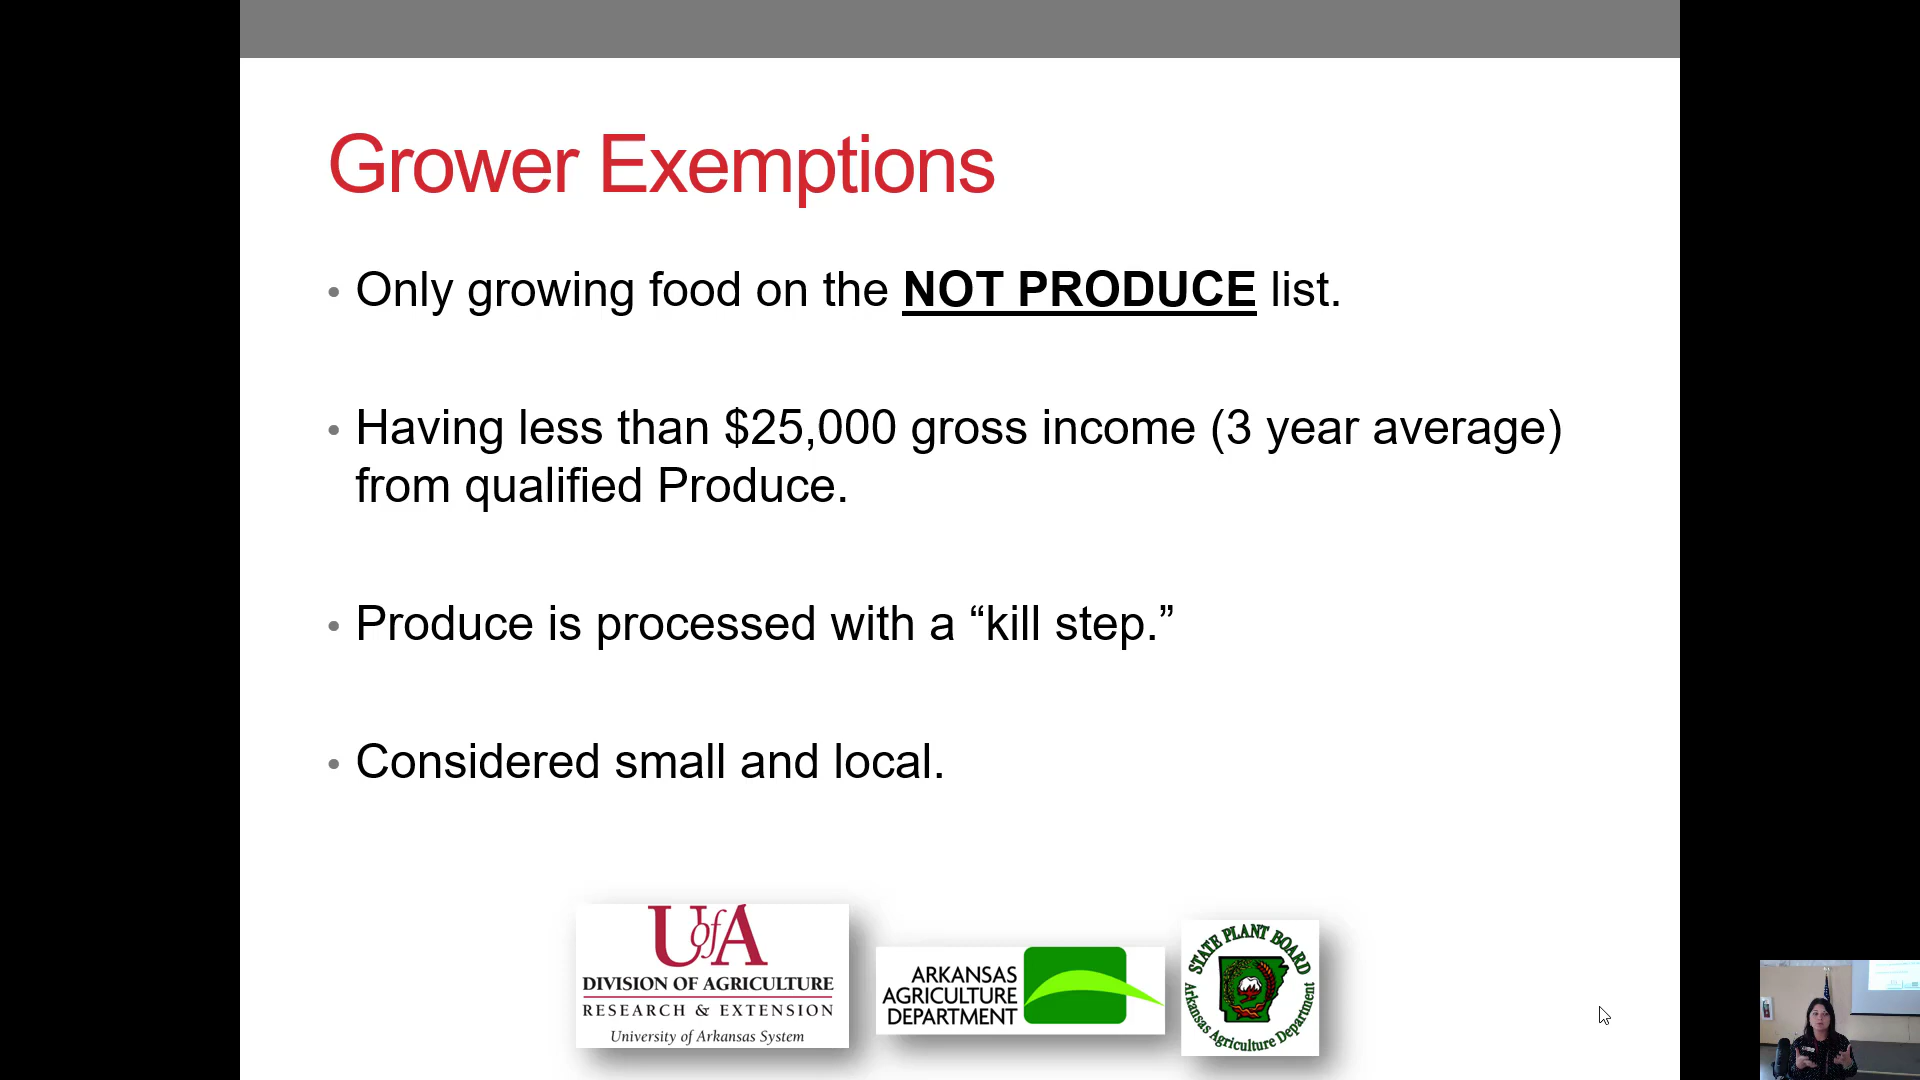 Grower Exemptions
• Only growing food on the NOT PRODUCE list.
• Having less than $25,000 gross income (3 year average)
from qualified Produce.
• Produce is processed with a “kill step.”
• Considered small and local.
UofA
DIVISION OF AGRICULTURE
RESEARCH & EXTENSION
University of Arkansas System
ARKANSAS
AGRICULTURE
DEPARTMENT
STATE PLANT BOARD
Arkansas Agriculture Department